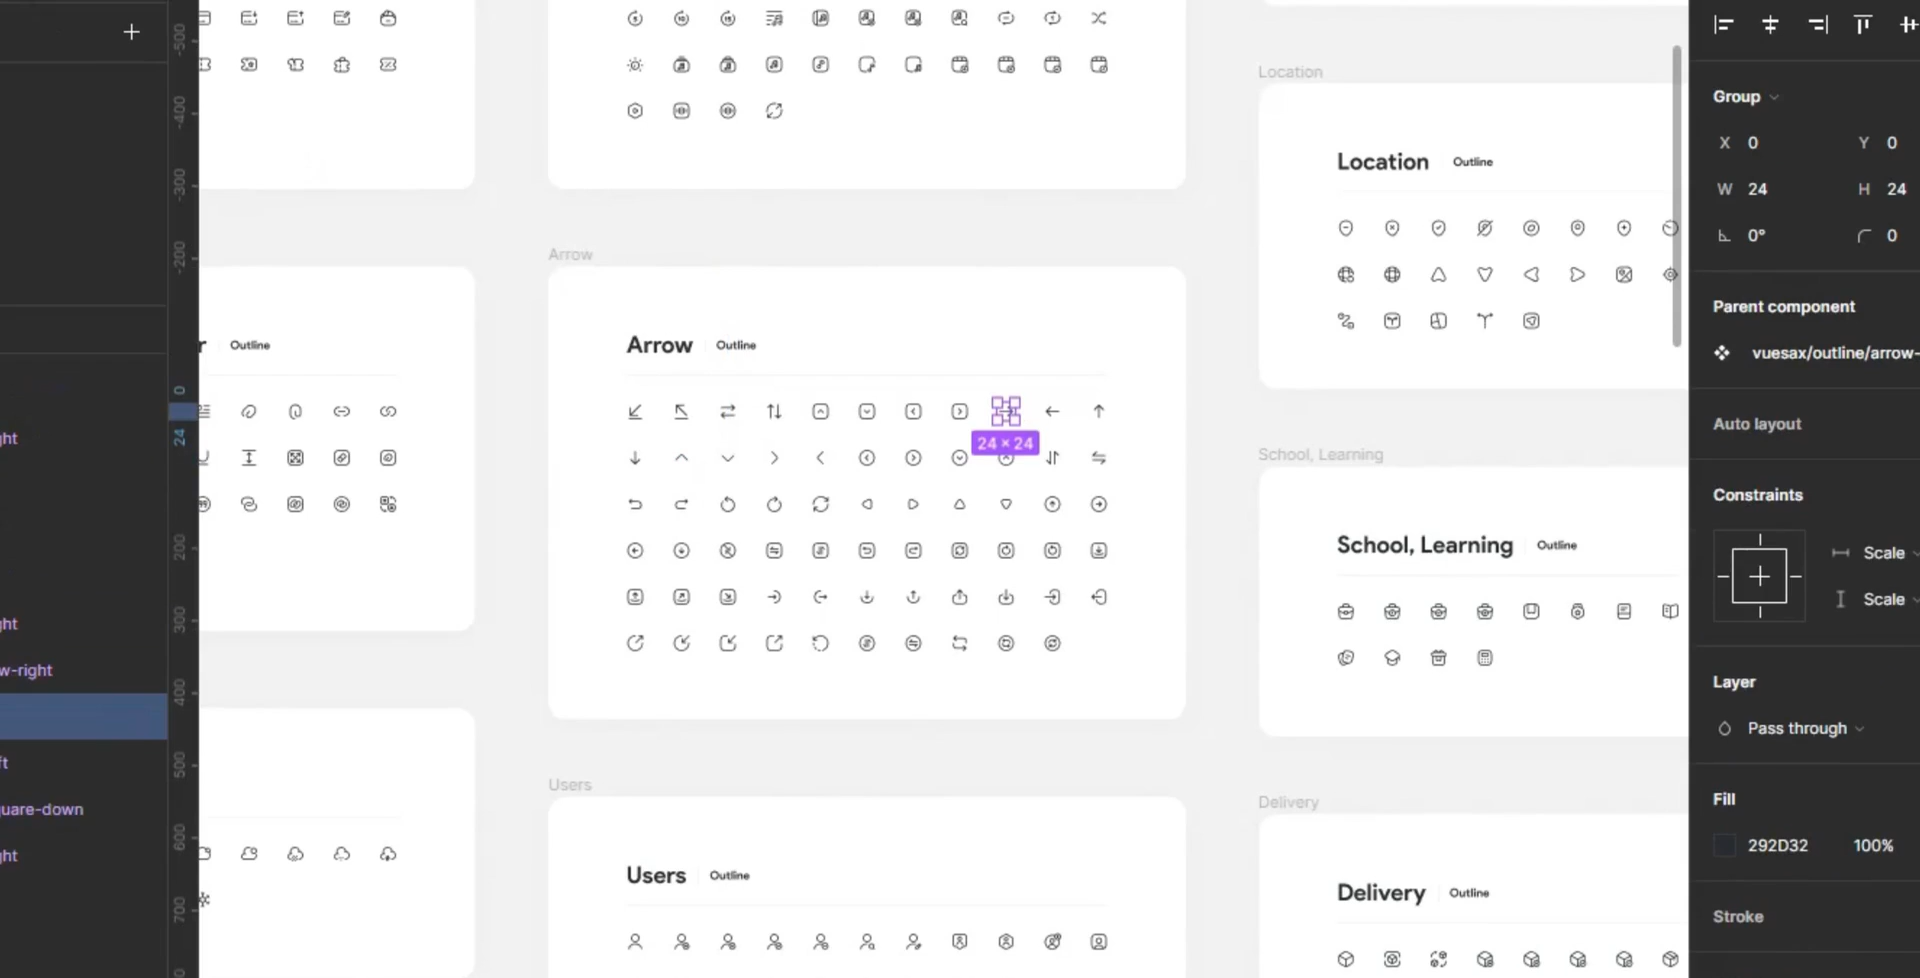 -500
-400
-300
-200
0
24
200
300
400
500
600
700
ght
ght
w-right
ft
quare-down
ght
r
Outline
Arrow
Arrow
Outline
24 × 24
Users
Users
Outline
Location
Location
Outline
School, Learning
School, Learning
Outline
Delivery
Delivery
Outline
Group
X 0 Y 0
W 24 H 24
0° 0
Parent component
vuesax/outline/arrow-
Auto layout
Constraints
Scale
Scale
Layer
Pass through
Fill
292D32 100%
Stroke